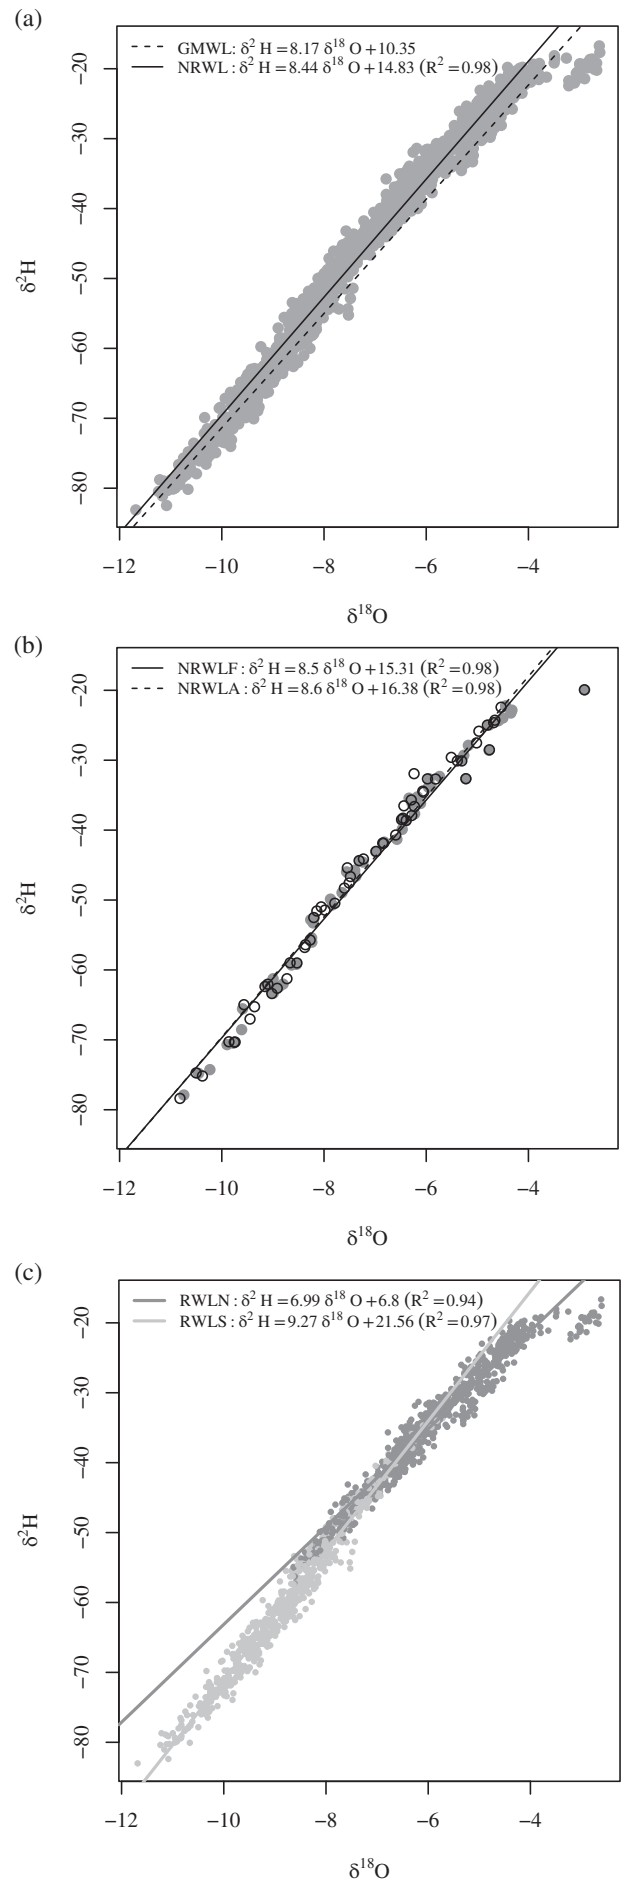 (a)
GMWL: δ² H = 8.17 δ¹⁸ O + 10.35
NRWL: δ² H = 8.44 δ¹⁸ O + 14.83 (R² = 0.98)
−20
−30
−40
−50
−60
−70
−80
δ²H
−12 −10 −8 −6 −4
δ¹⁸O
(b)
NRWLF: δ² H = 8.5 δ¹⁸ O + 15.31 (R² = 0.98)
NRWLA: δ² H = 8.6 δ¹⁸ O + 16.38 (R² = 0.98)
−20
−30
−40
−50
−60
−70
−80
δ²H
−12 −10 −8 −6 −4
δ¹⁸O
(c)
RWLN: δ² H = 6.99 δ¹⁸ O + 6.8 (R² = 0.94)
RWLS: δ² H = 9.27 δ¹⁸ O + 21.56 (R² = 0.97)
−20
−30
−40
−50
−60
−70
−80
δ²H
−12 −10 −8 −6 −4
δ¹⁸O